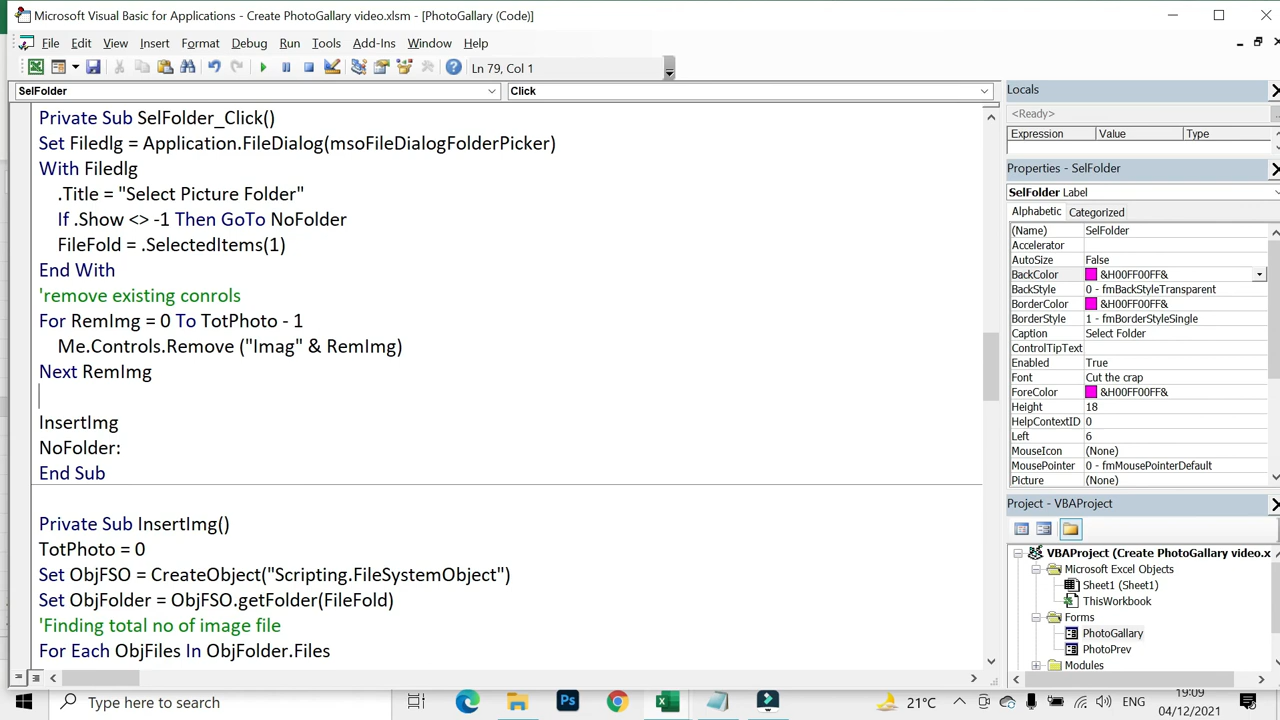 Microsoft Visual Basic for Applications - Create PhotoGallary video.xlsm - [PhotoGallary (Code)]
File Edit View Insert Format Debug Run Tools Add-Ins Window Help
Ln 79, Col 1
SelFolder Click
Private Sub SelFolder_Click()
Set Filedlg = Application.FileDialog(msoFileDialogFolderPicker)
With Filedlg
.Title = "Select Picture Folder"
If .Show <> -1 Then GoTo NoFolder
FileFold = .SelectedItems(1)
End With
'remove existing conrols
For RemImg = 0 To TotPhoto - 1
Me.Controls.Remove ("Imag" & RemImg)
Next RemImg
InsertImg
NoFolder:
End Sub
Private Sub InsertImg()
TotPhoto = 0
Set ObjFSO = CreateObject("Scripting.FileSystemObject")
Set ObjFolder = ObjFSO.getFolder(FileFold)
'Finding total no of image file
For Each ObjFiles In ObjFolder.Files
Locals
<Ready>
Expression Value Type
Properties - SelFolder
SelFolder Label
Alphabetic Categorized
(Name) SelFolder
Accelerator
AutoSize False
BackColor &H00FF00FF&
BackStyle 0 - fmBackStyleTransparent
BorderColor &H00FF00FF&
BorderStyle 1 - fmBorderStyleSingle
Caption Select Folder
ControlTipText
Enabled True
Font Cut the crap
ForeColor &H00FF00FF&
Height 18
HelpContextID 0
Left 6
MouseIcon (None)
MousePointer 0 - fmMousePointerDefault
Picture (None)
Project - VBAProject
VBAProject (Create PhotoGallary video.x
Microsoft Excel Objects
Sheet1 (Sheet1)
ThisWorkbook
Forms
PhotoGallary
PhotoPrev
Modules
Type here to search
Ps
21°C
ENG
19:09
04/12/2021